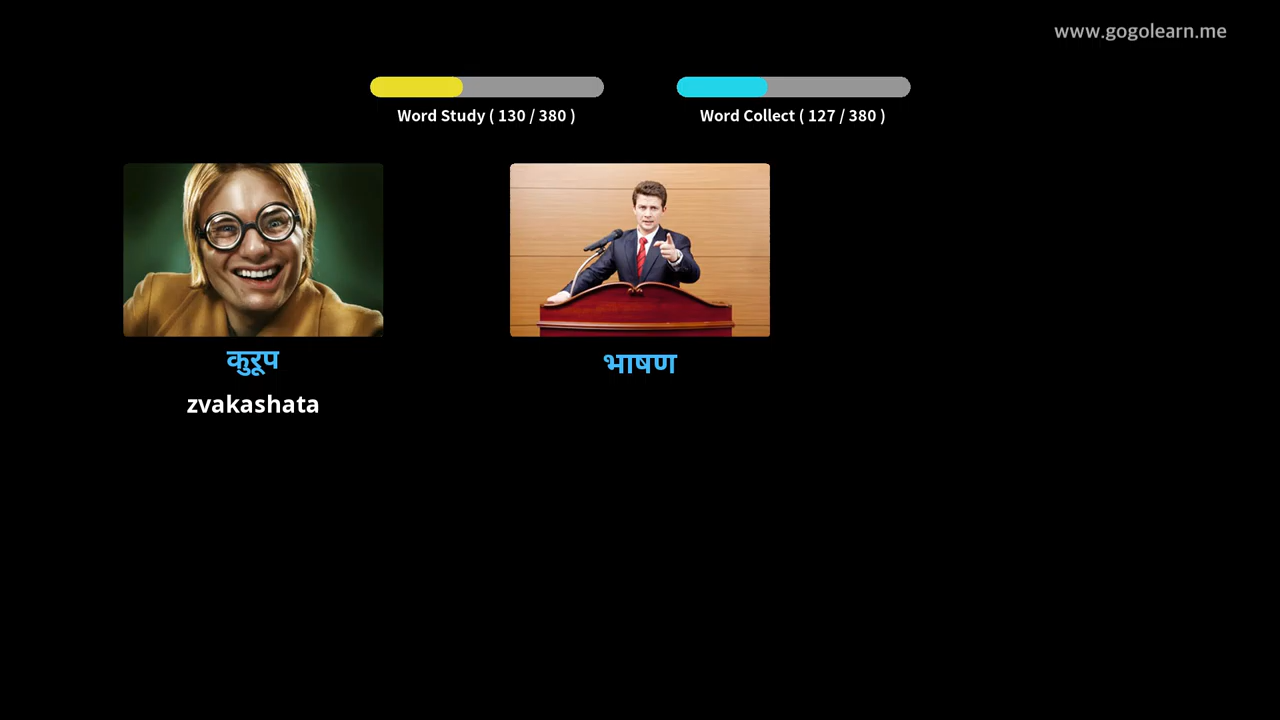 www.gogolearn.me
Word Study ( 130 / 380 )
Word Collect ( 127 / 380 )
कुरूप
भाषण
zvakashata